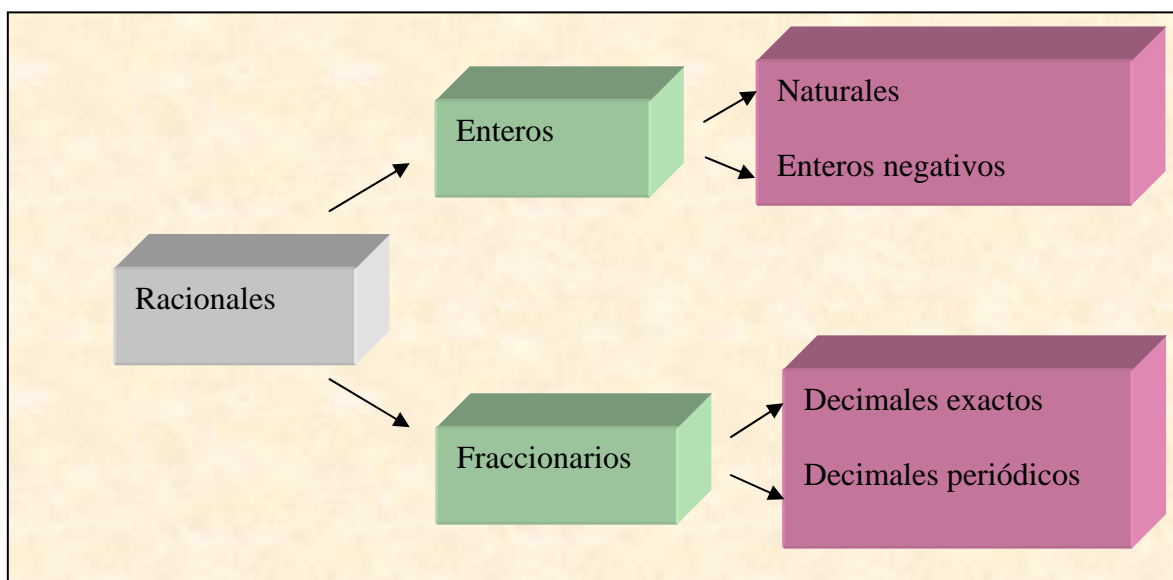 Racionales
Enteros
Naturales
Enteros negativos
Fraccionarios
Decimales exactos
Decimales periódicos